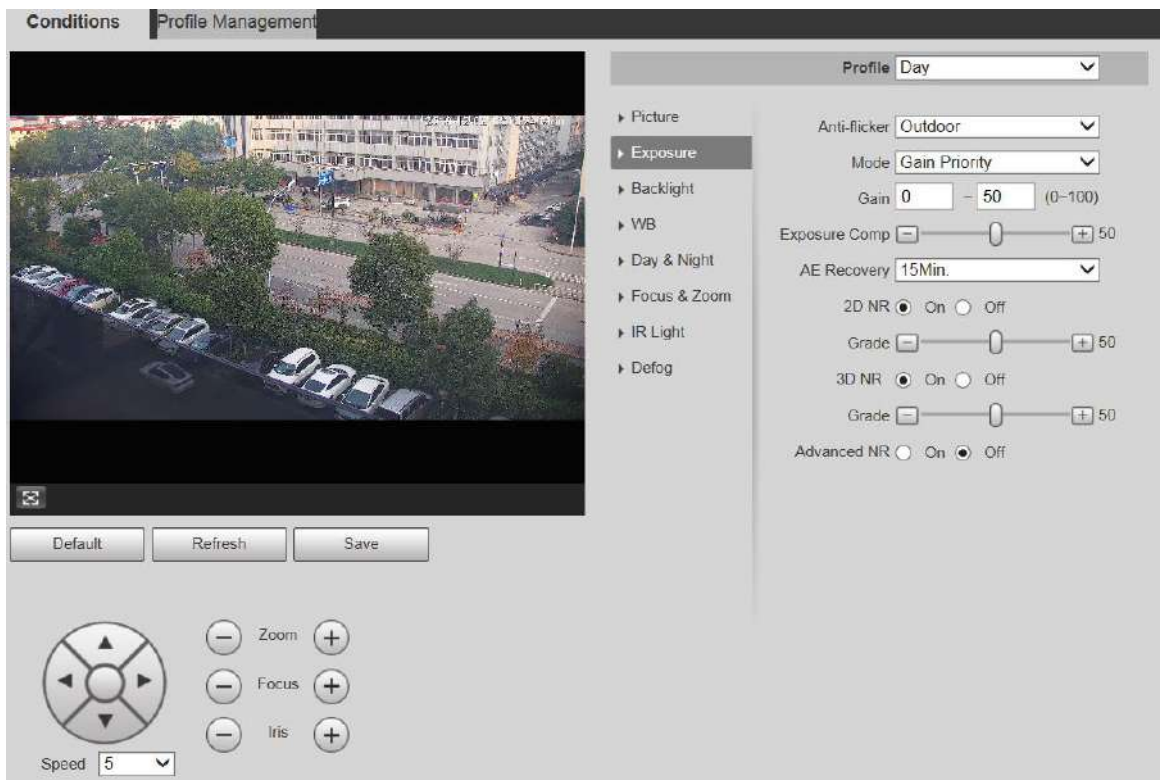 Conditions Profile Management
Profile Day
Picture
Exposure
Backlight
WB
Day & Night
Focus & Zoom
IR Light
Defog
Anti-flicker Outdoor
Mode Gain Priority
Gain 0 – 50 (0~100)
Exposure Comp 50
AE Recovery 15Min.
2D NR On Off
Grade 50
3D NR On Off
Grade 50
Advanced NR On Off
Default Refresh Save
Zoom
Focus
Iris
Speed 5